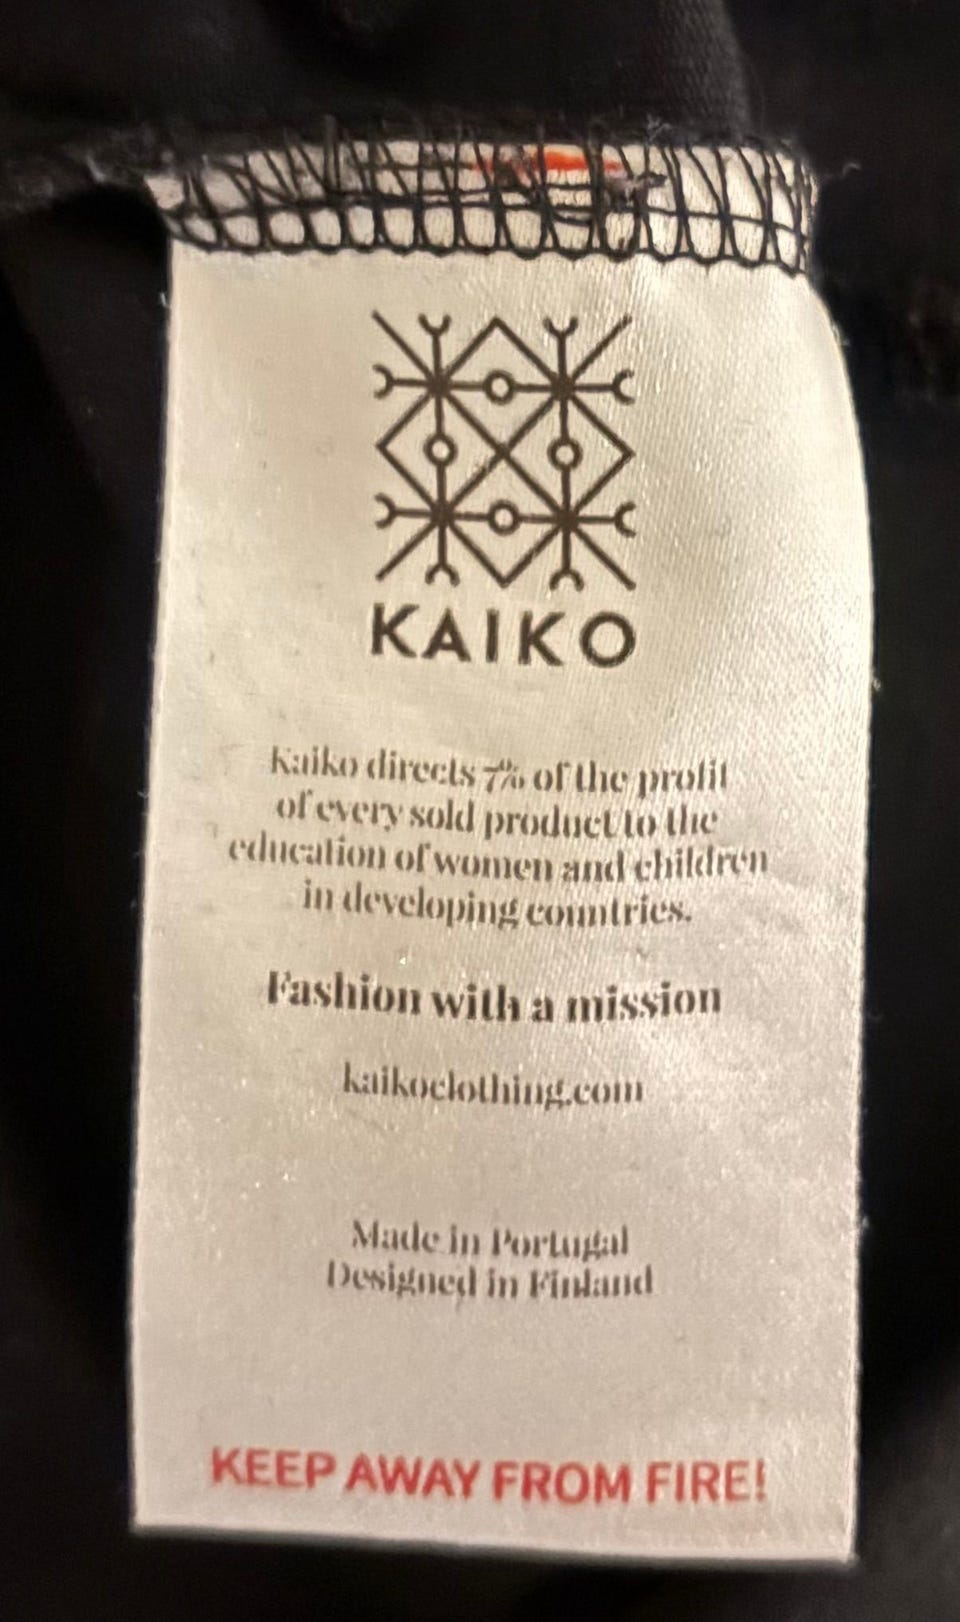 KAIKO
Kaiko directs 7% of the profit
of every sold product to the
education of women and children
in developing countries.
Fashion with a mission
kaikoclothing.com
Made in Portugal
Designed in Finland
KEEP AWAY FROM FIRE!